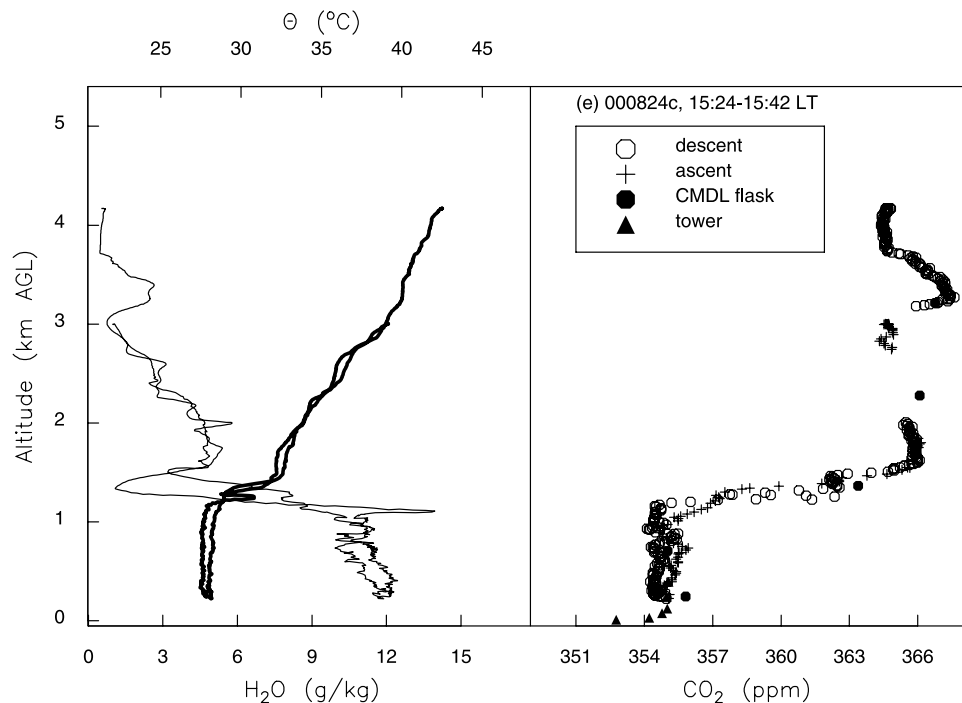 Θ (°C)
25 30 35 40 45
5
4
3
2
1
0
Altitude (km AGL)
0 3 6 9 12 15
H₂O (g/kg)
(e) 000824c, 15:24-15:42 LT
descent
ascent
CMDL flask
tower
351 354 357 360 363 366
CO₂ (ppm)